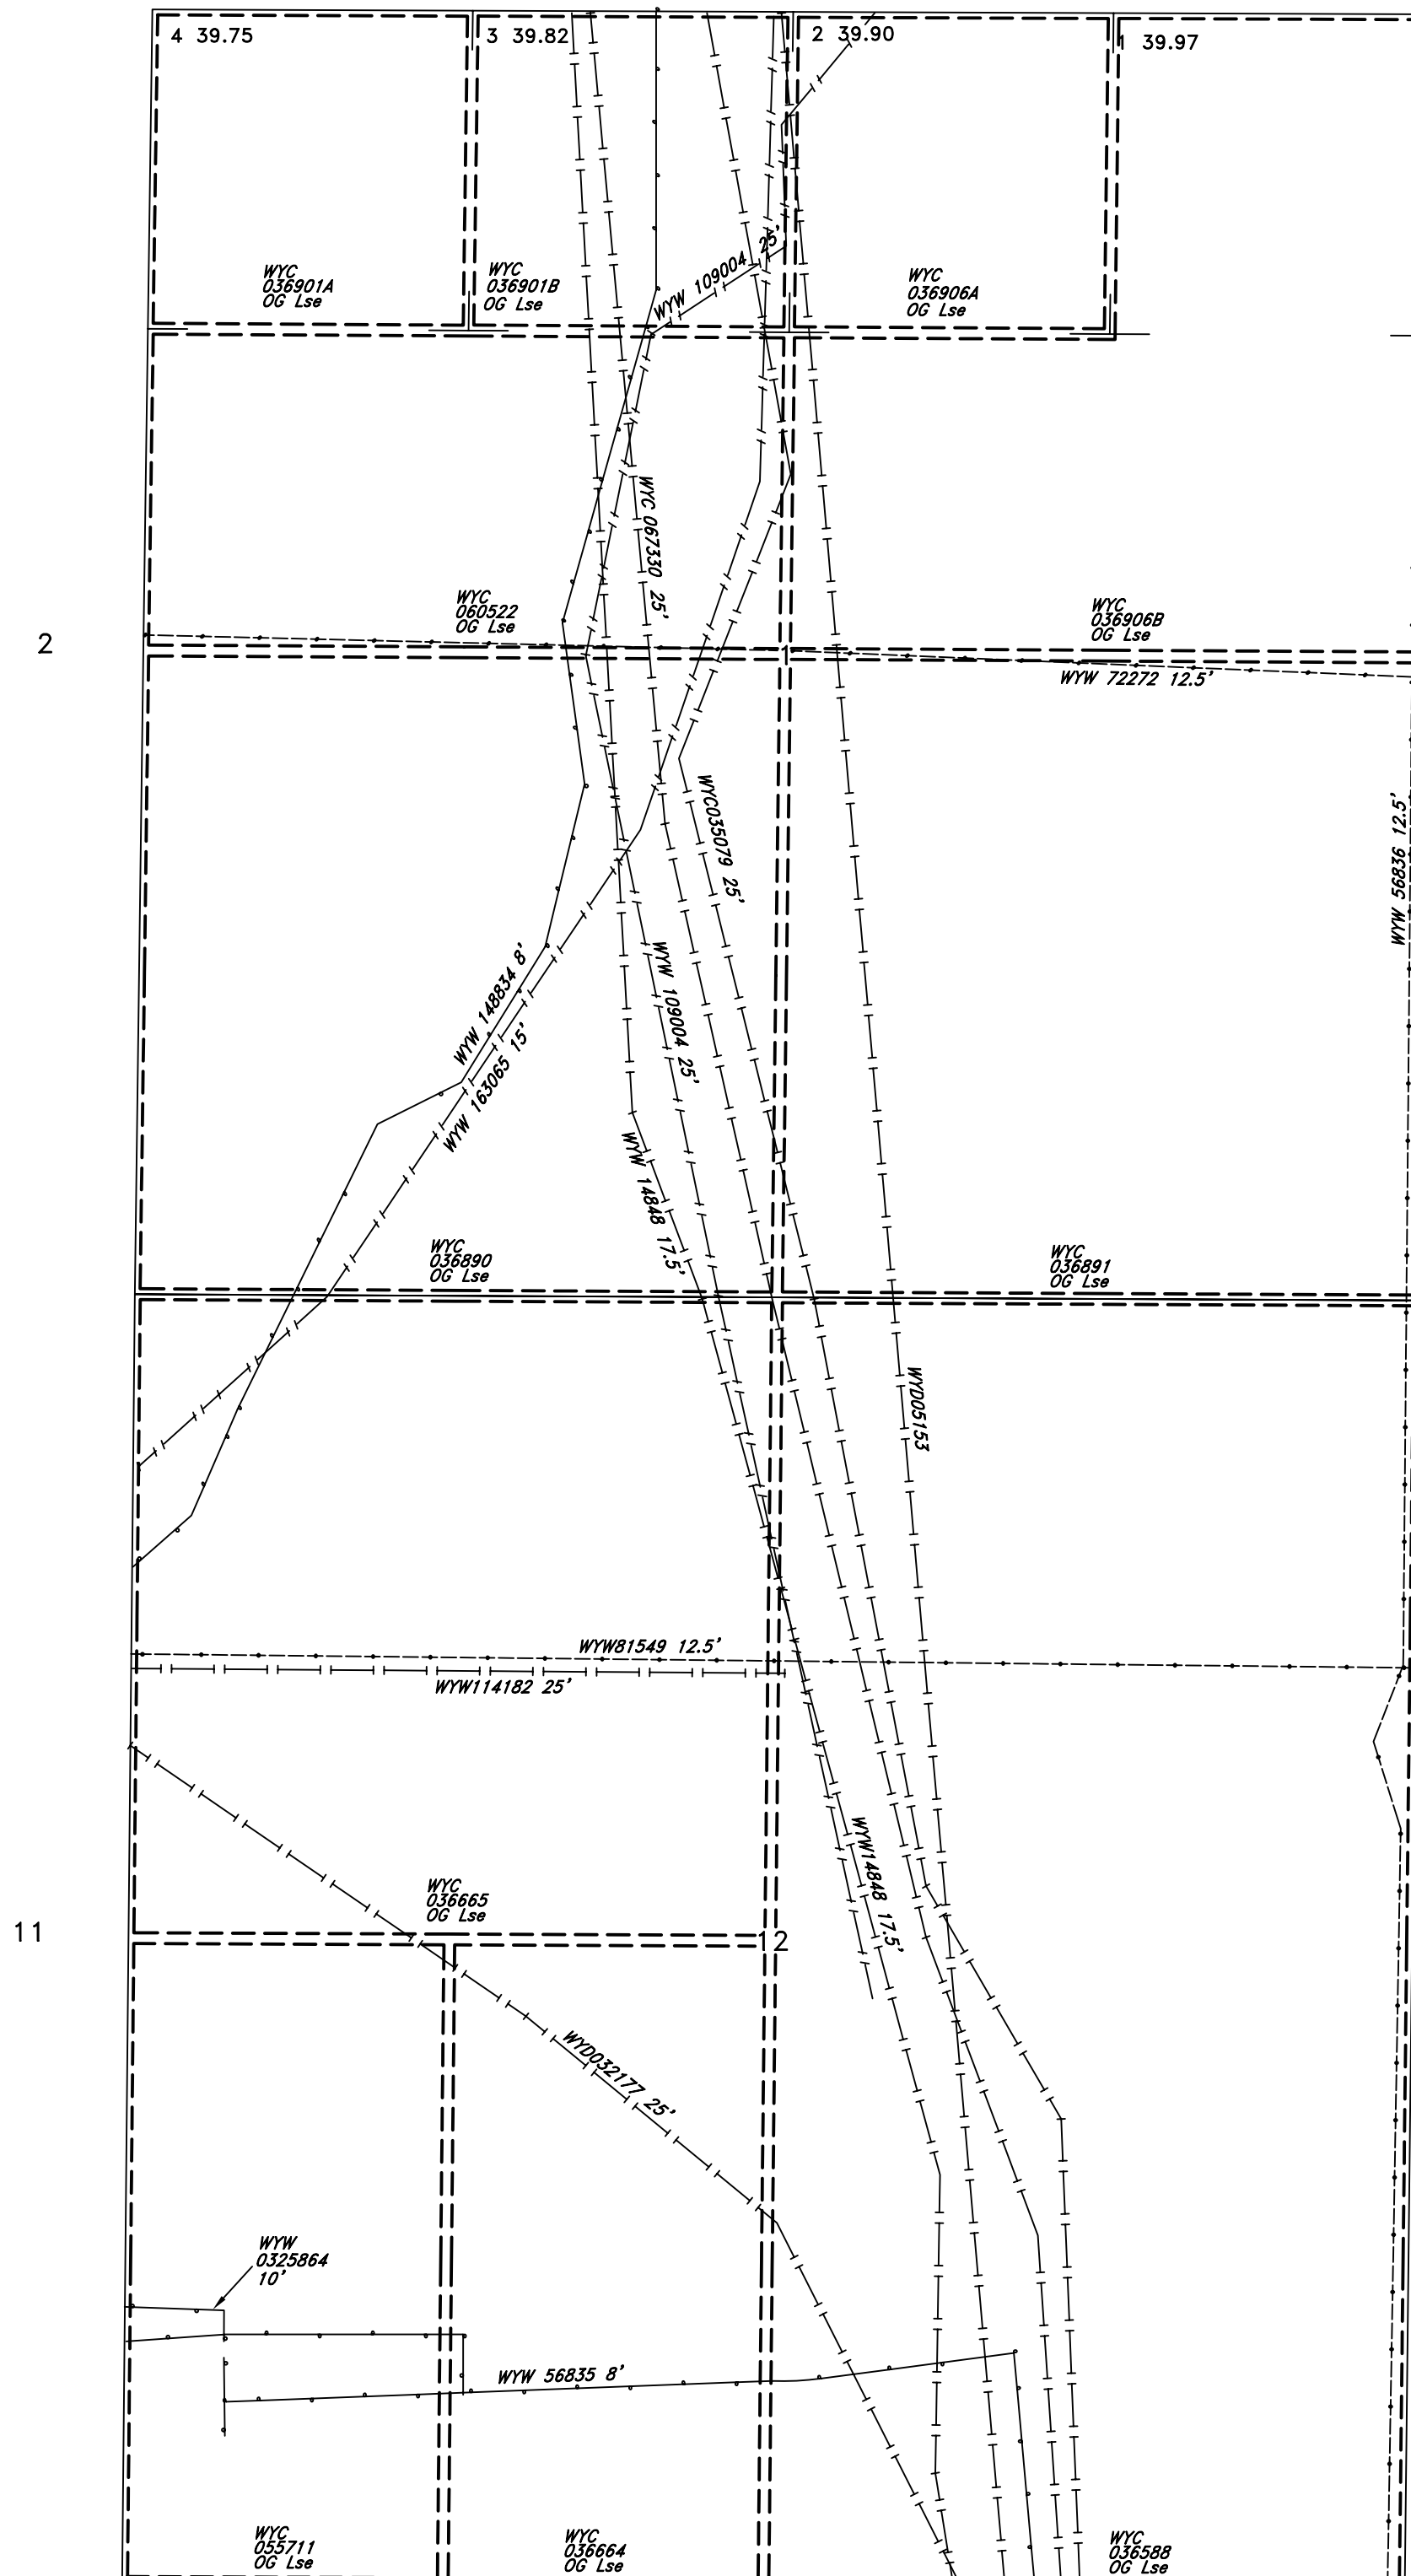 4 39.75
3 39.82
2 39.90
1 39.97
WYC
036901A
OG Lse
WYC
036901B
OG Lse
WYW 109004 25'
WYC
036906A
OG Lse
WYC 067330 25'
WYC
060522
OG Lse
WYC
036906B
OG Lse
2
1
WYW 72272 12.5'
WYC035079 25'
WYW 56836 12.5'
WYW 148834 8'
WYW 163065 15'
WYW 109004 25'
WYW 14848 17.5'
WYC
036890
OG Lse
WYC
036891
OG Lse
WYD05153
WYW81549 12.5'
WYW114182 25'
WYW14848 17.5'
WYC
036665
OG Lse
11
12
WYD032177 25'
WYW
0325864
10'
WYW 56835 8'
WYC
055711
OG Lse
WYC
036664
OG Lse
WYC
036588
OG Lse